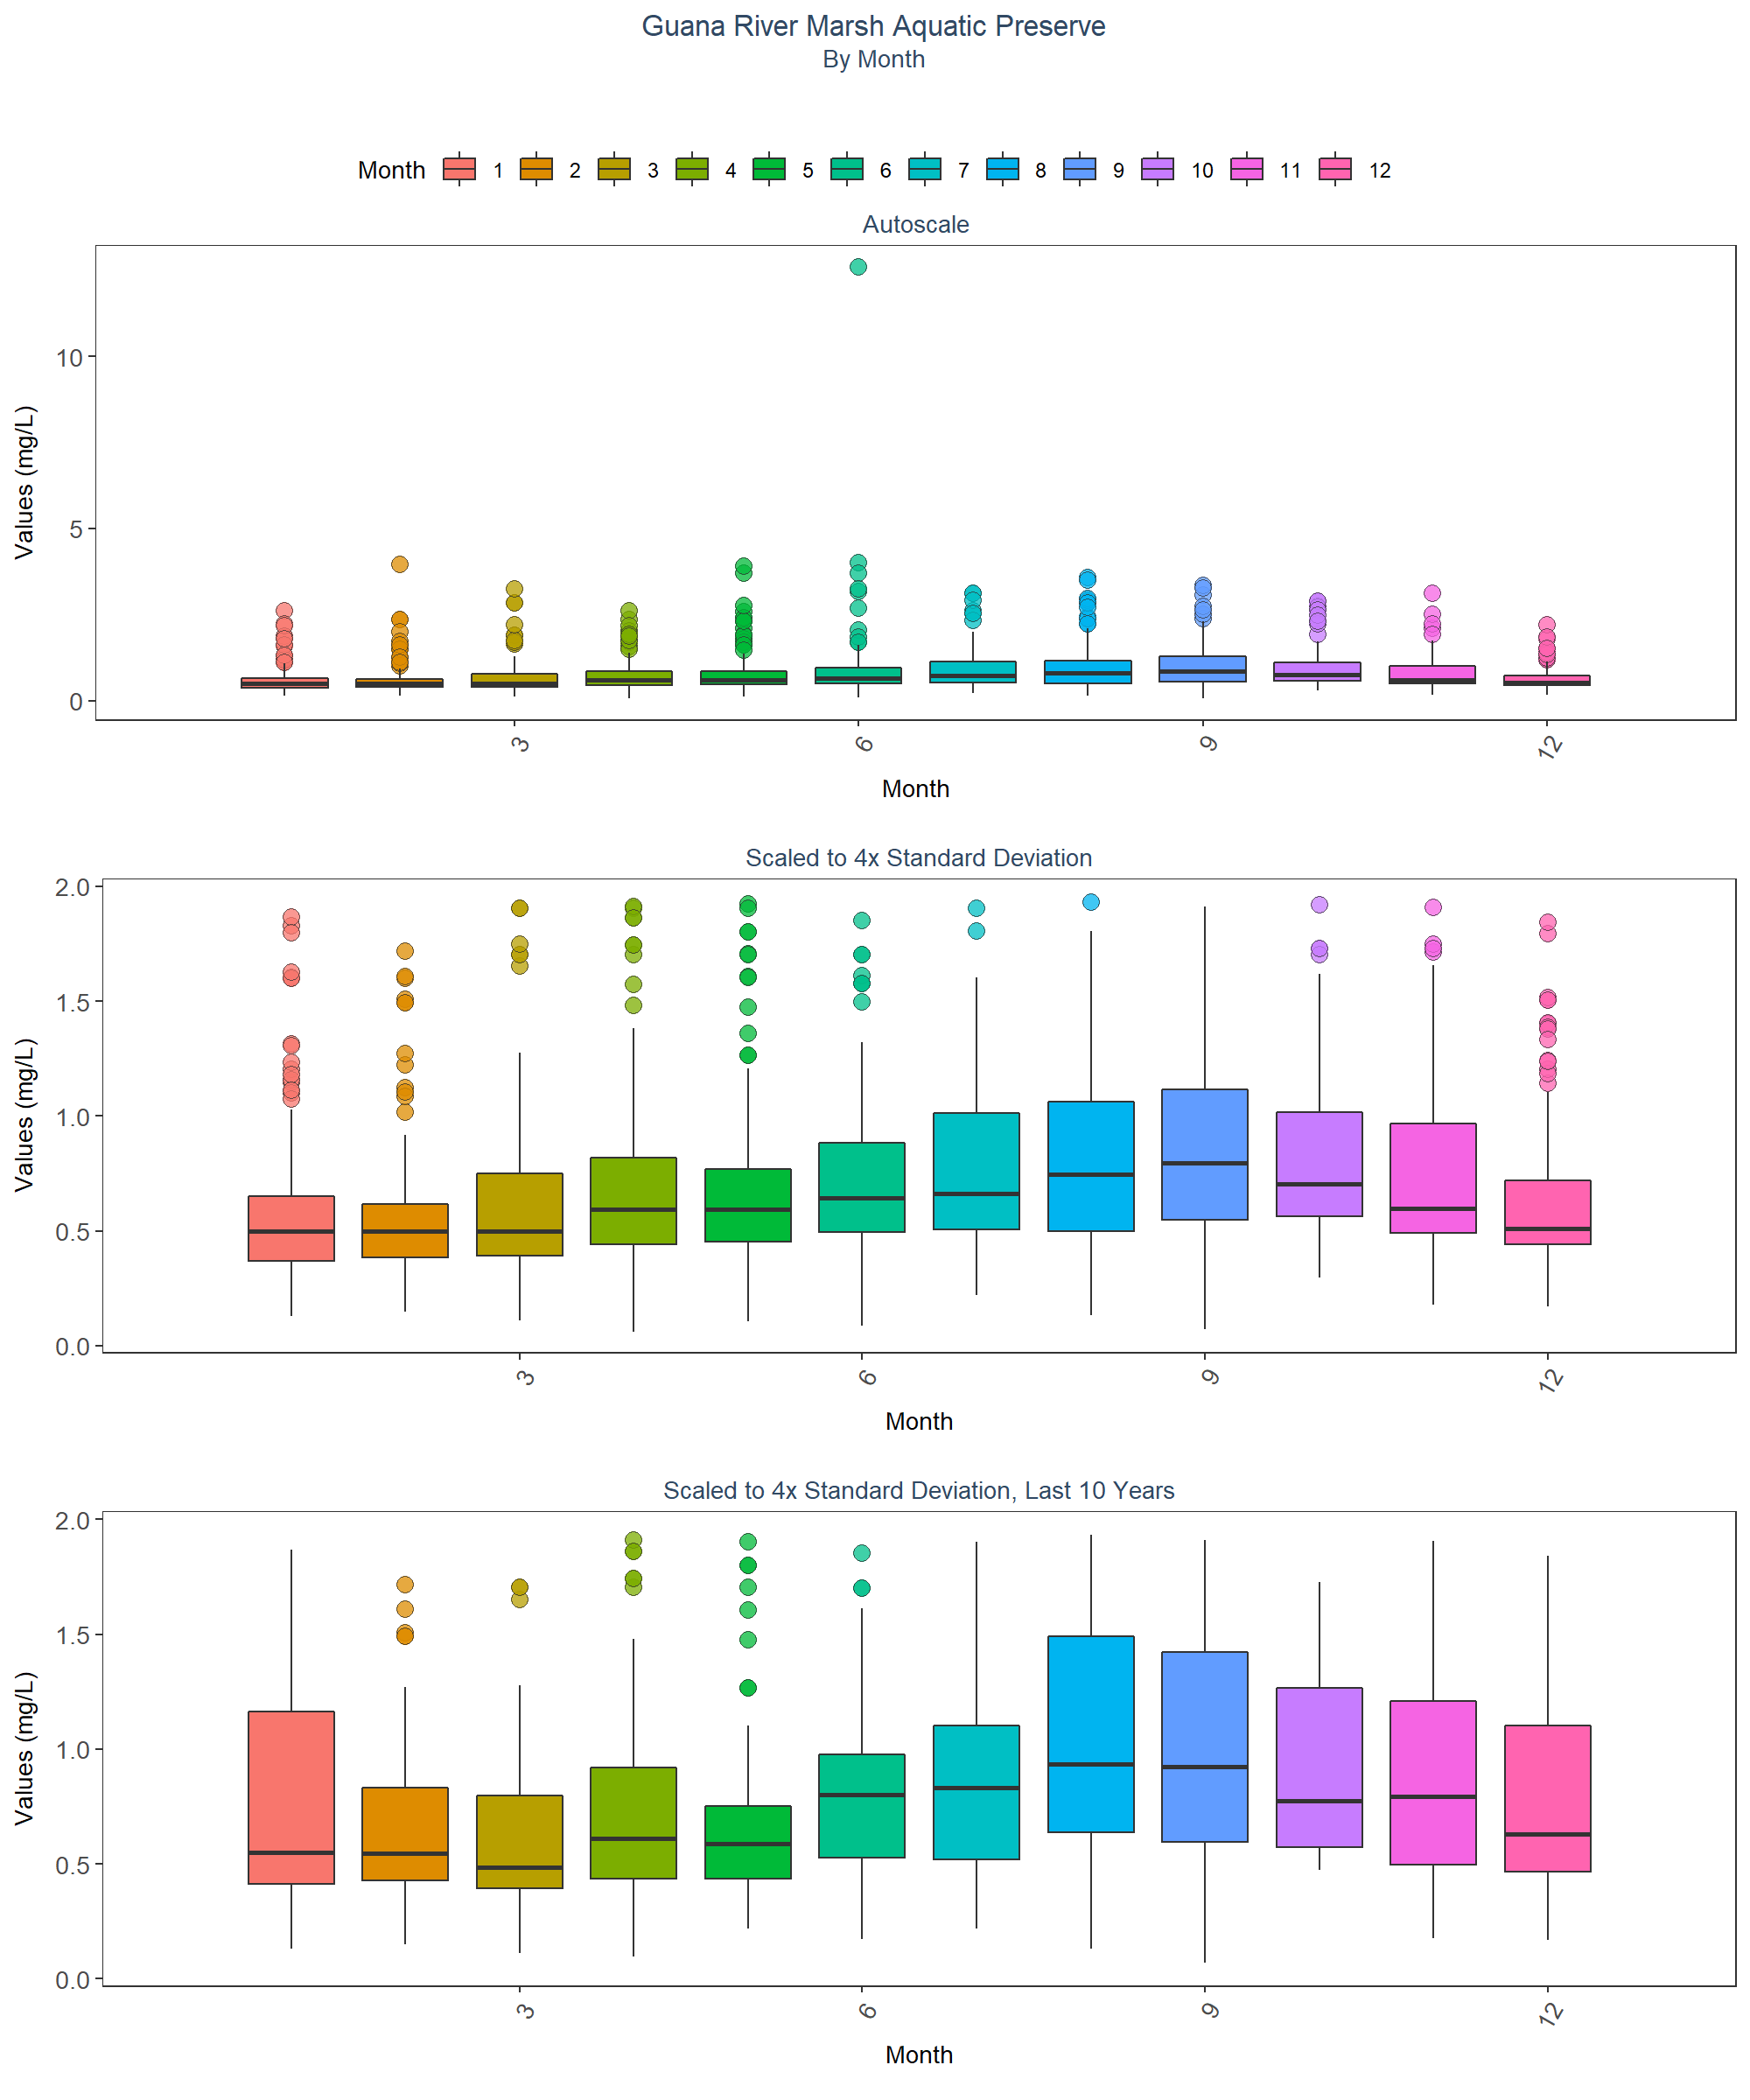 Guana River Marsh Aquatic Preserve
By Month
Month 1 2 3 4 5 6 7 8 9 10 11 12
Autoscale
Values (mg/L)
10
5
0
3 6 9 12
Month
Scaled to 4x Standard Deviation
Values (mg/L)
2.0
1.5
1.0
0.5
0.0
3 6 9 12
Month
Scaled to 4x Standard Deviation, Last 10 Years
Values (mg/L)
2.0
1.5
1.0
0.5
0.0
3 6 9 12
Month